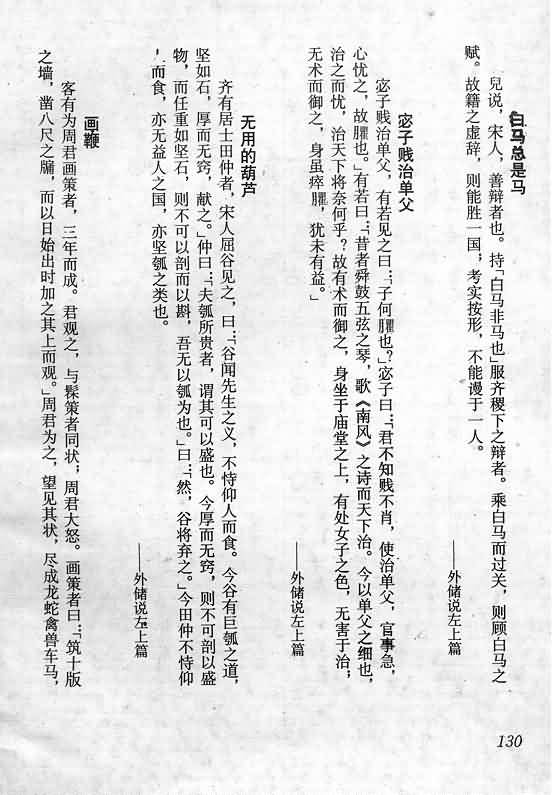 白马总是马
兒说，宋人，善辩者也。持「白马非马也」服齐稷下之辩者。乘白马而过关，则顾白马之
赋。故籍之虚辞，则能胜一国；考实按形，不能谩于一人。
——外储说左上篇
宓子贱治单父
宓子贱治单父，有若见之曰：「子何臞也？」宓子曰：「君不知贱不肖，使治单父，官事急，
心忧之，故臞也。」有若曰：「昔者舜鼓五弦之琴，歌《南风》之诗而天下治。今以单父之细也，
治之而忧，治天下将奈何乎？故有术而御之，身坐于庙堂之上，有处女子之色，无害于治；
无术而御之，身虽瘁臞，犹未有益。」
——外储说左上篇
无用的葫芦
齐有居士田仲者，宋人屈谷见之，曰：「谷闻先生之义，不恃仰人而食。今谷有巨瓠之道，
坚如石，厚而无窍，献之。」仲曰：「夫瓠所贵者，谓其可以盛也。今厚而无窍，则不可剖以盛
物，而任重如坚石，则不可以剖而以斟，吾无以瓠为也。」曰：「然，谷将弃之。」今田仲不恃仰
人而食，亦无益人之国，亦坚瓠之类也。
——外储说左上篇
画鞭
客有为周君画策者，三年而成。君观之，与髹策者同状；周君大怒。画策者曰：「筑十版
之墙，凿八尺之牖，而以日始出时加之其上而观。」周君为之，望见其状，尽成龙蛇禽兽车马，
130